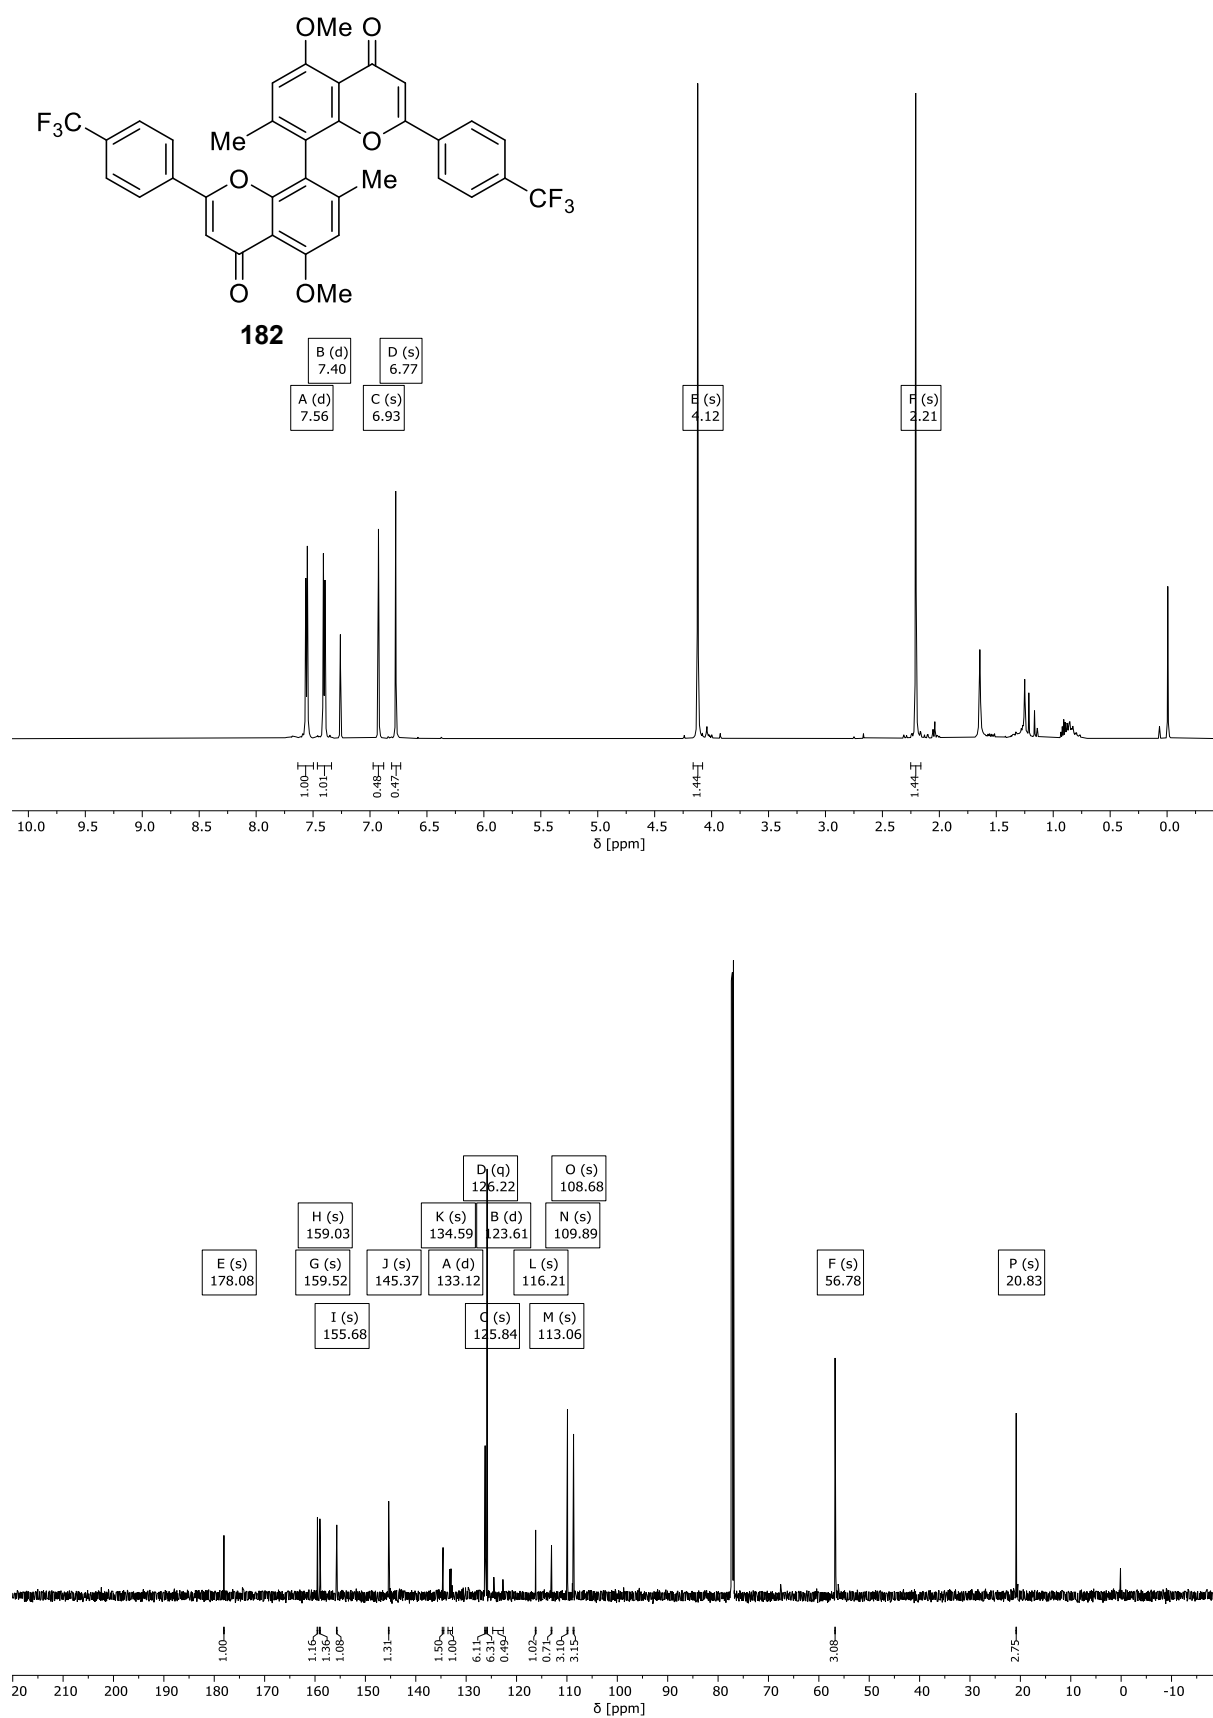 OMe
O
F3C
Me
O
O
Me
CF3
O
OMe
182
B (d)
7.40
D (s)
6.77
A (d)
7.56
C (s)
6.93
E (s)
4.12
F (s)
2.21
1.00
1.01
0.48
0.47
1.44
1.44
10.0 9.5 9.0 8.5 8.0 7.5 7.0 6.5 6.0 5.5 5.0 4.5 4.0 3.5 3.0 2.5 2.0 1.5 1.0 0.5 0.0
δ [ppm]
D (q)
126.22
O (s)
108.68
H (s)
159.03
K (s)
134.59
B (d)
123.61
N (s)
109.89
E (s)
178.08
G (s)
159.52
J (s)
145.37
A (d)
133.12
L (s)
116.21
F (s)
56.78
P (s)
20.83
I (s)
155.68
C (s)
125.84
M (s)
113.06
1.00
1.16
1.36
1.08
1.31
1.50
1.00
6.11
6.31
0.49
1.02
0.71
3.10
3.15
3.08
2.75
20 210 200 190 180 170 160 150 140 130 120 110 100 90 80 70 60 50 40 30 20 10 0 -10
δ [ppm]